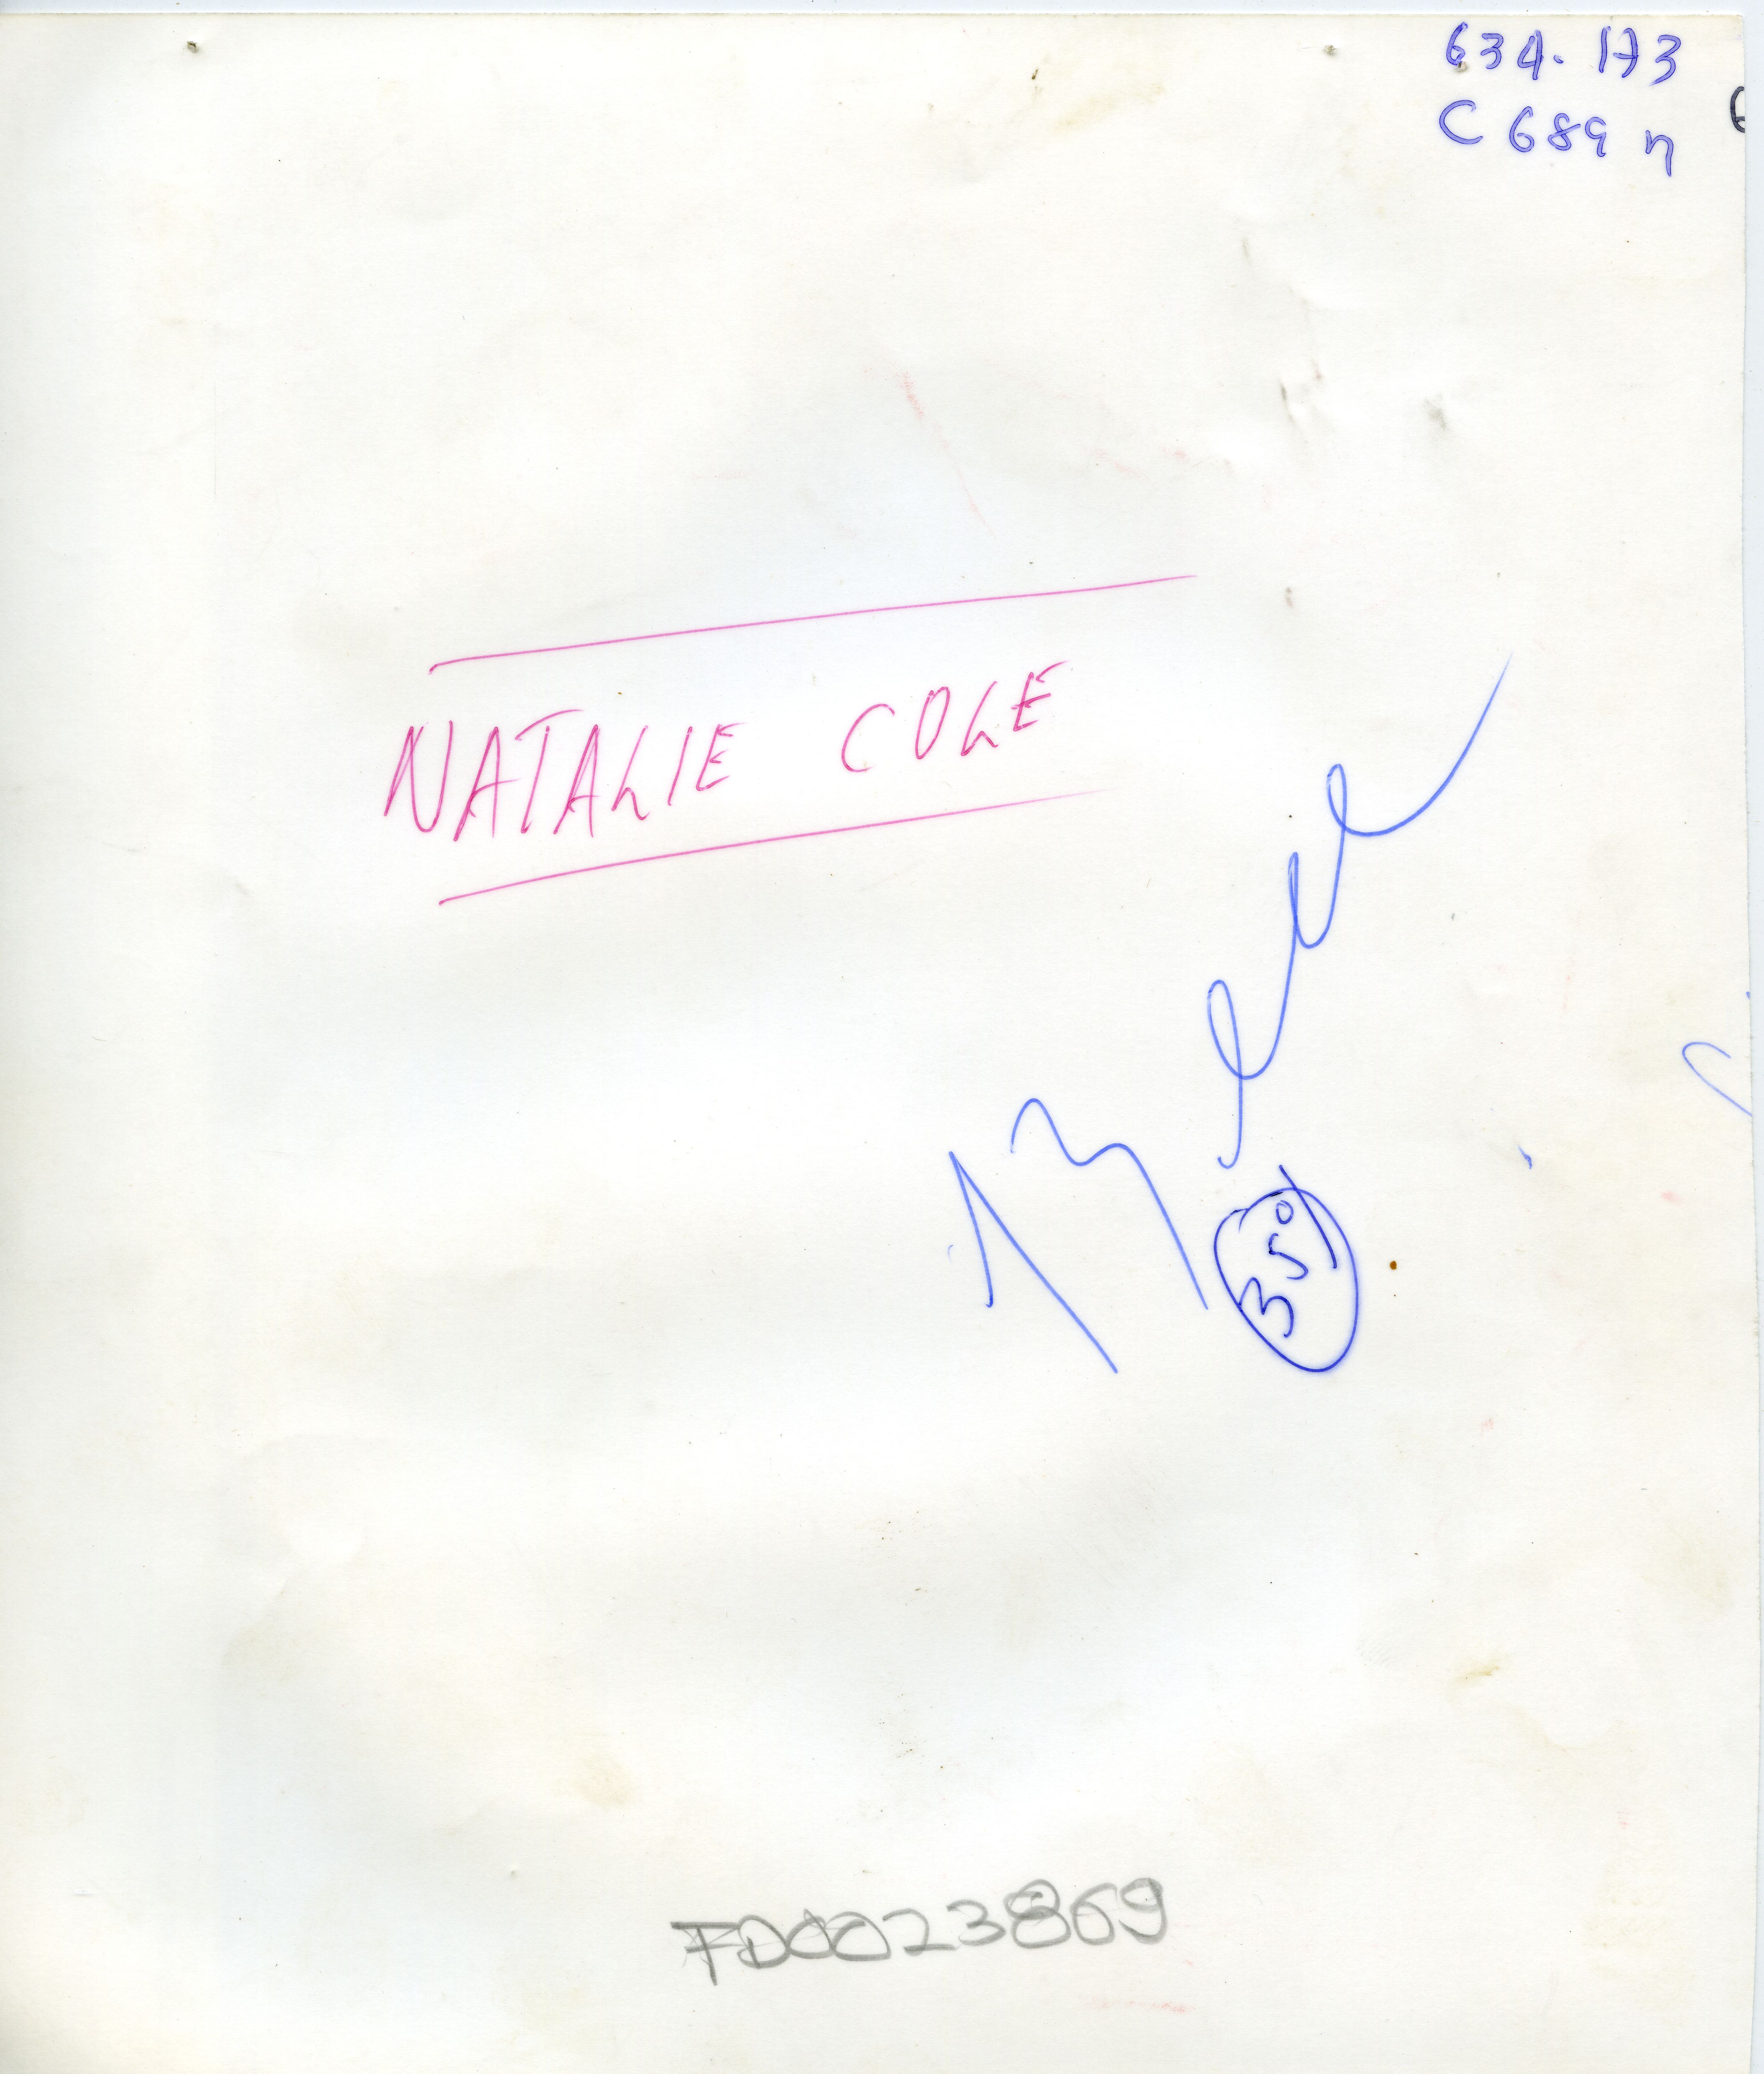 634.173
C689n
NATALIE COLE
350
FD0023869